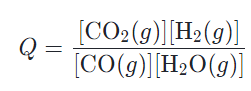 Q = [CO₂(g)][H₂(g)] / [CO(g)][H₂O(g)]